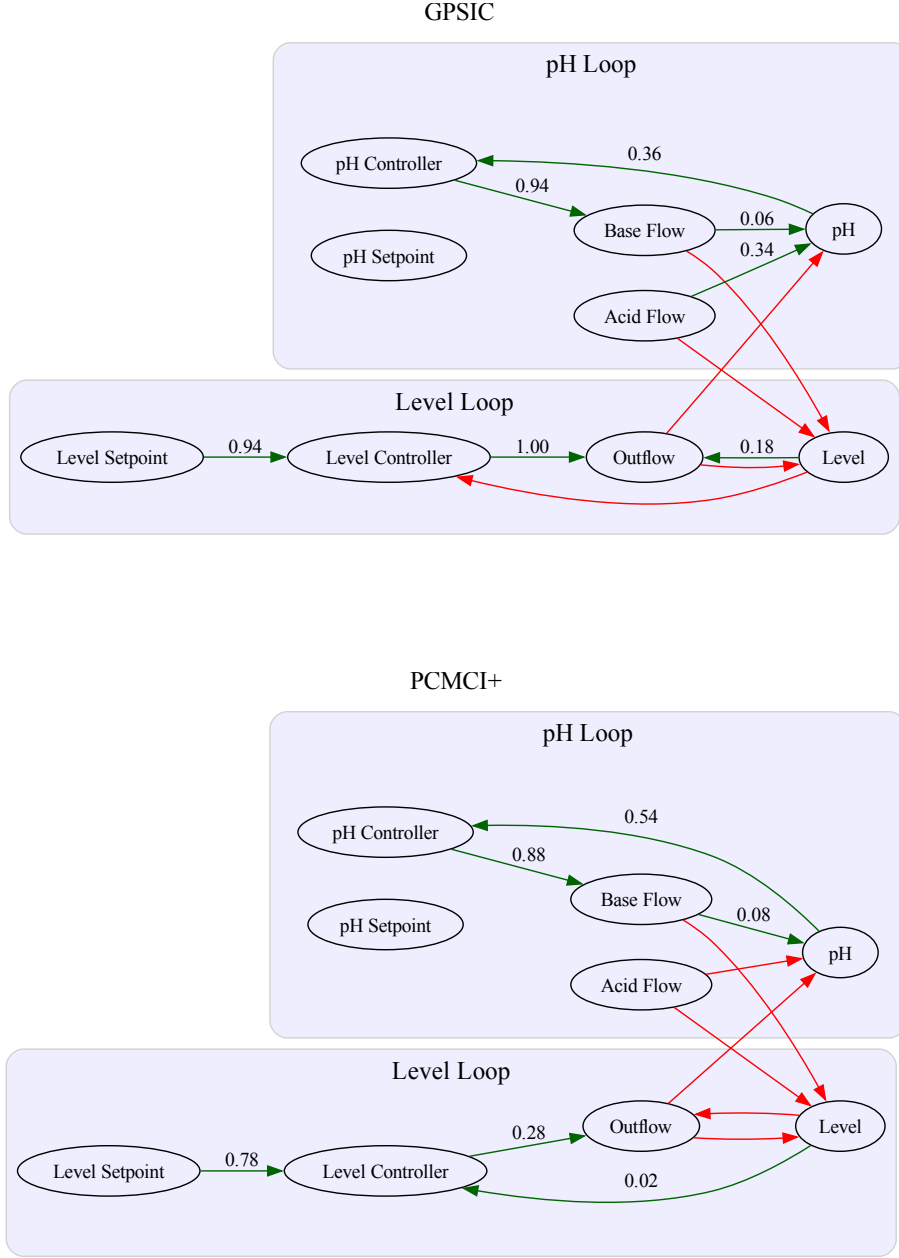 GPSIC
pH Loop
0.36
pH Controller
0.94
Base Flow
0.06
pH
0.34
pH Setpoint
Acid Flow
Level Loop
Level Setpoint
0.94
Level Controller
1.00
Outflow
0.18
Level
PCMCI+
pH Loop
0.54
pH Controller
0.88
Base Flow
0.08
pH Setpoint
pH
Acid Flow
Level Loop
Outflow
Level
0.28
Level Setpoint
0.78
Level Controller
0.02